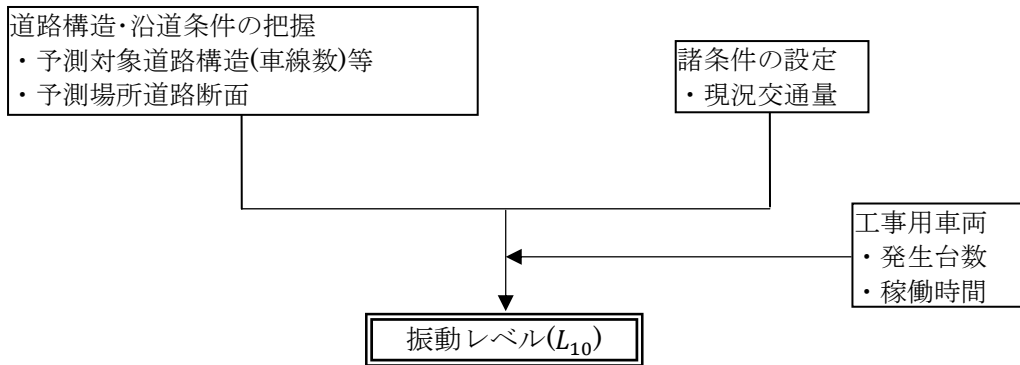 道路構造・沿道条件の把握
・予測対象道路構造(車線数)等
・予測場所道路断面
諸条件の設定
・現況交通量
工事用車両
・発生台数
・稼働時間
振動レベル(L₁₀)